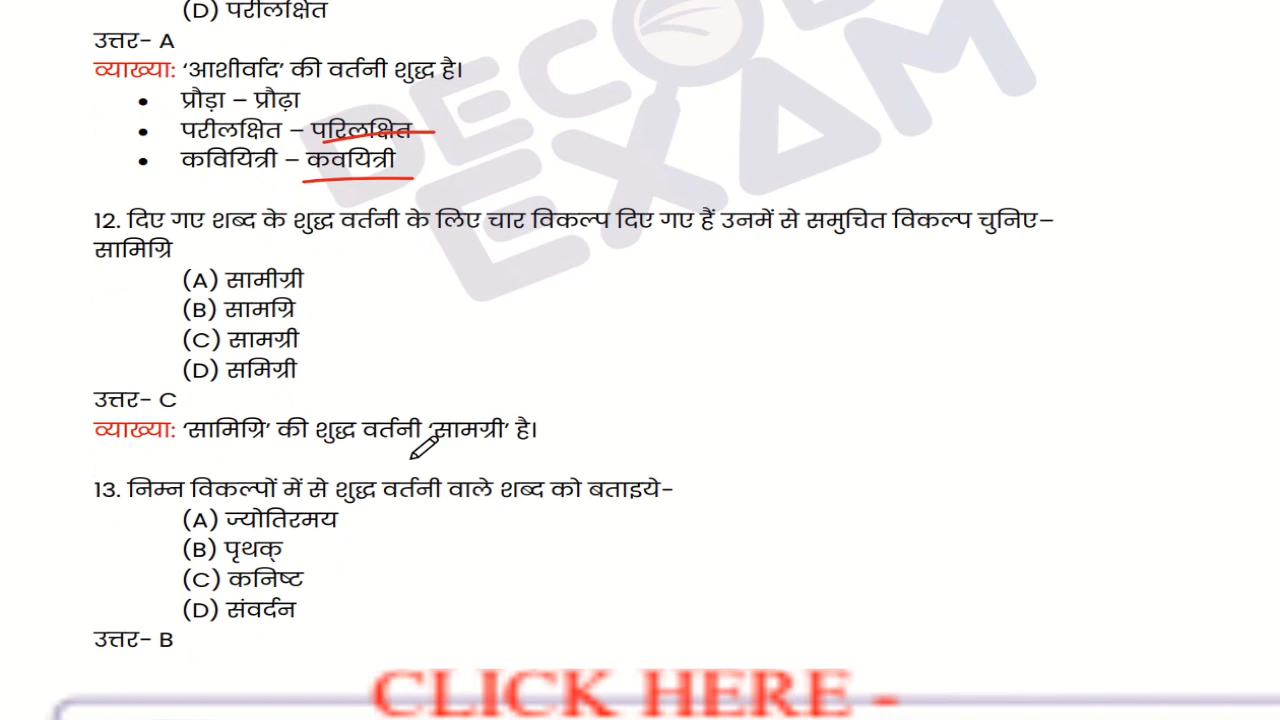 (D) परीलक्षित
उत्तर- A
व्याख्या: ‘आशीर्वाद’ की वर्तनी शुद्ध है।
• प्रौड़ा – प्रौढ़ा
• परीलक्षित – परिलक्षित
• कवियित्री – कवयित्री
DECODE EXAM
12. दिए गए शब्द के शुद्ध वर्तनी के लिए चार विकल्प दिए गए हैं उनमें से समुचित विकल्प चुनिए–
सामिग्रि
(A) सामीग्री
(B) सामग्रि
(C) सामग्री
(D) समिग्री
उत्तर- C
व्याख्या: ‘सामिग्रि’ की शुद्ध वर्तनी ‘सामग्री’ है।
13. निम्न विकल्पों में से शुद्ध वर्तनी वाले शब्द को बताइये-
(A) ज्योतिरमय
(B) पृथक्
(C) कनिष्ट
(D) संवर्दन
उत्तर- B
CLICK HERE -